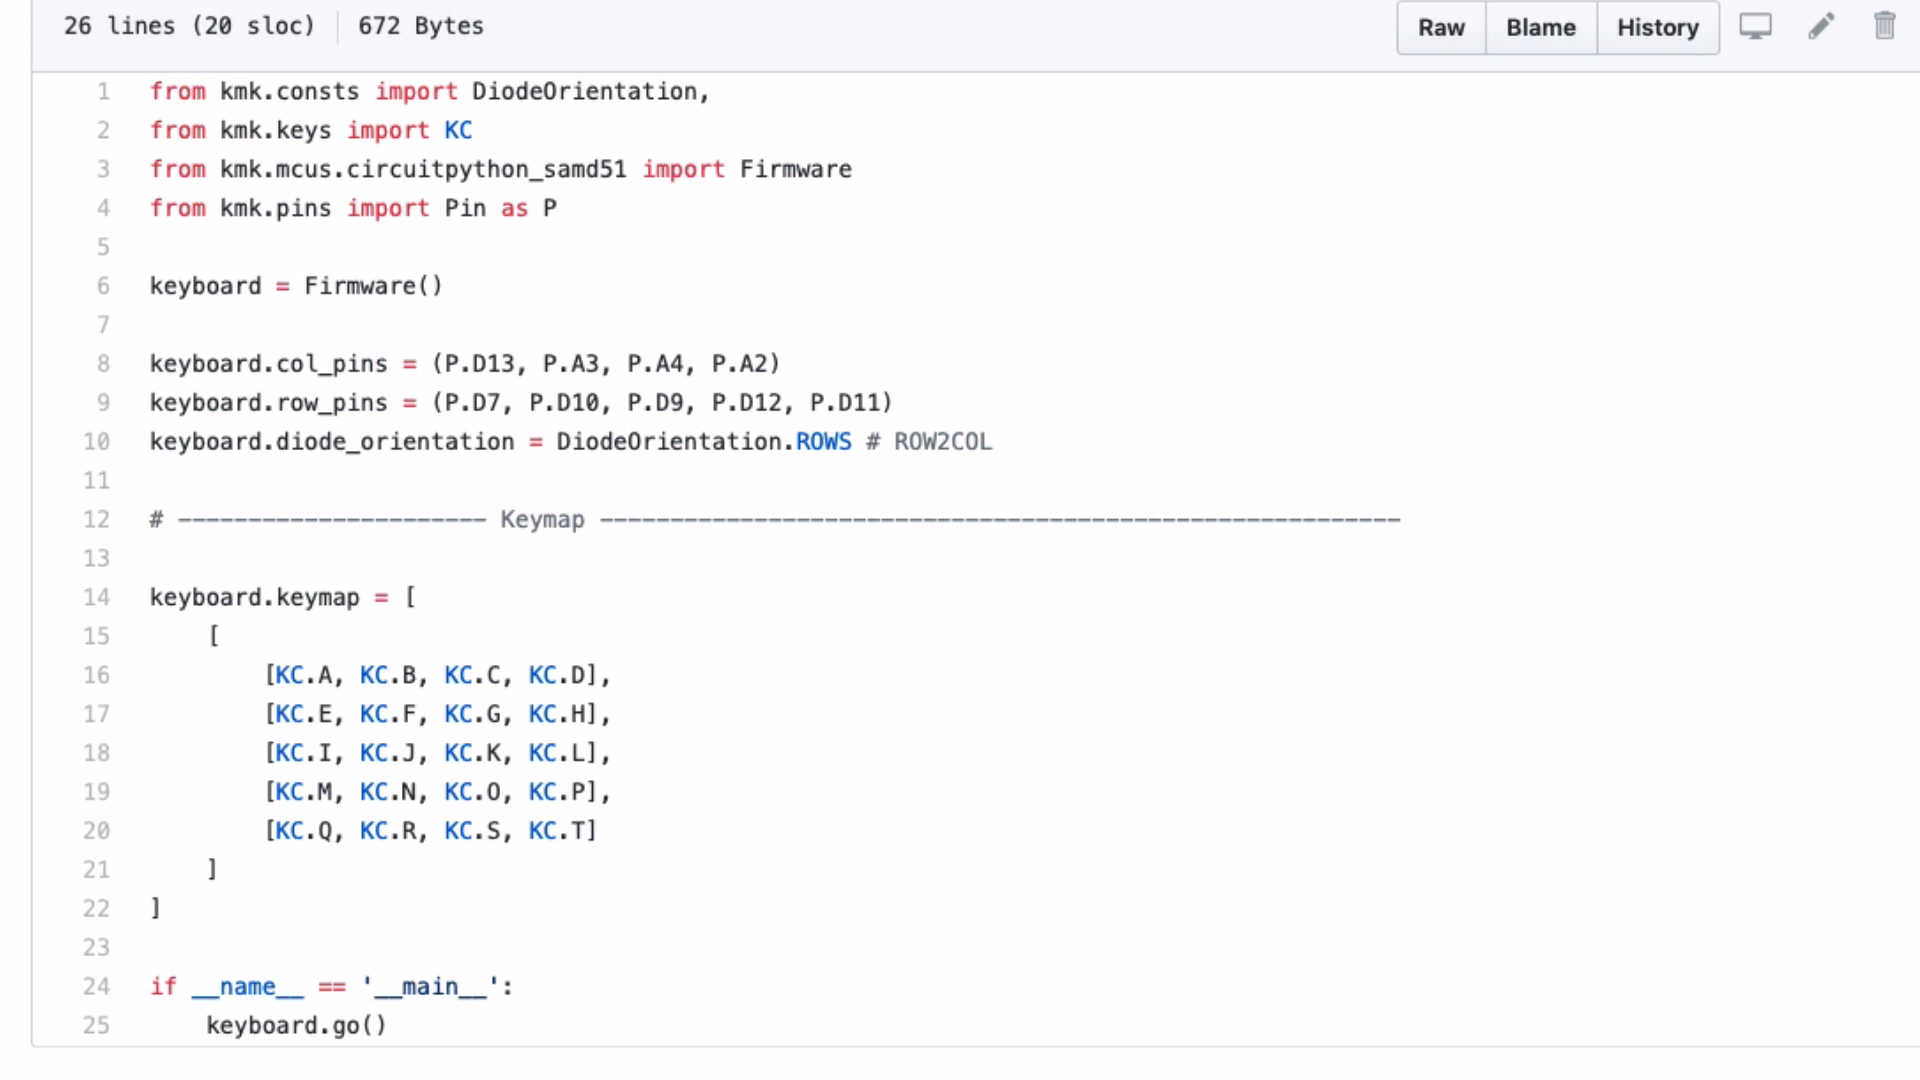 26 lines (20 sloc) 672 Bytes Raw Blame History
1 from kmk.consts import DiodeOrientation,
2 from kmk.keys import KC
3 from kmk.mcus.circuitpython_samd51 import Firmware
4 from kmk.pins import Pin as P
5
6 keyboard = Firmware()
7
8 keyboard.col_pins = (P.D13, P.A3, P.A4, P.A2)
9 keyboard.row_pins = (P.D7, P.D10, P.D9, P.D12, P.D11)
10 keyboard.diode_orientation = DiodeOrientation.ROWS # ROW2COL
11
12 # ---------------------- Keymap ---------------------------------------------------------
13
14 keyboard.keymap = [
15 [
16 [KC.A, KC.B, KC.C, KC.D],
17 [KC.E, KC.F, KC.G, KC.H],
18 [KC.I, KC.J, KC.K, KC.L],
19 [KC.M, KC.N, KC.O, KC.P],
20 [KC.Q, KC.R, KC.S, KC.T]
21 ]
22 ]
23
24 if __name__ == '__main__':
25 keyboard.go()